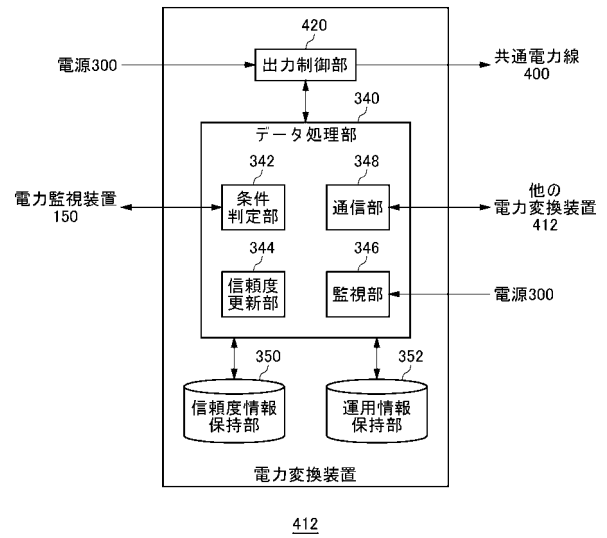 420
電源300
出力制御部
共通電力線
400
340
データ処理部
342
348
電力監視装置
150
条件
判定部
通信部
他の
電力変換装置
412
344
346
信頼度
更新部
監視部
電源300
350
352
信頼度情報
保持部
運用情報
保持部
電力変換装置
412